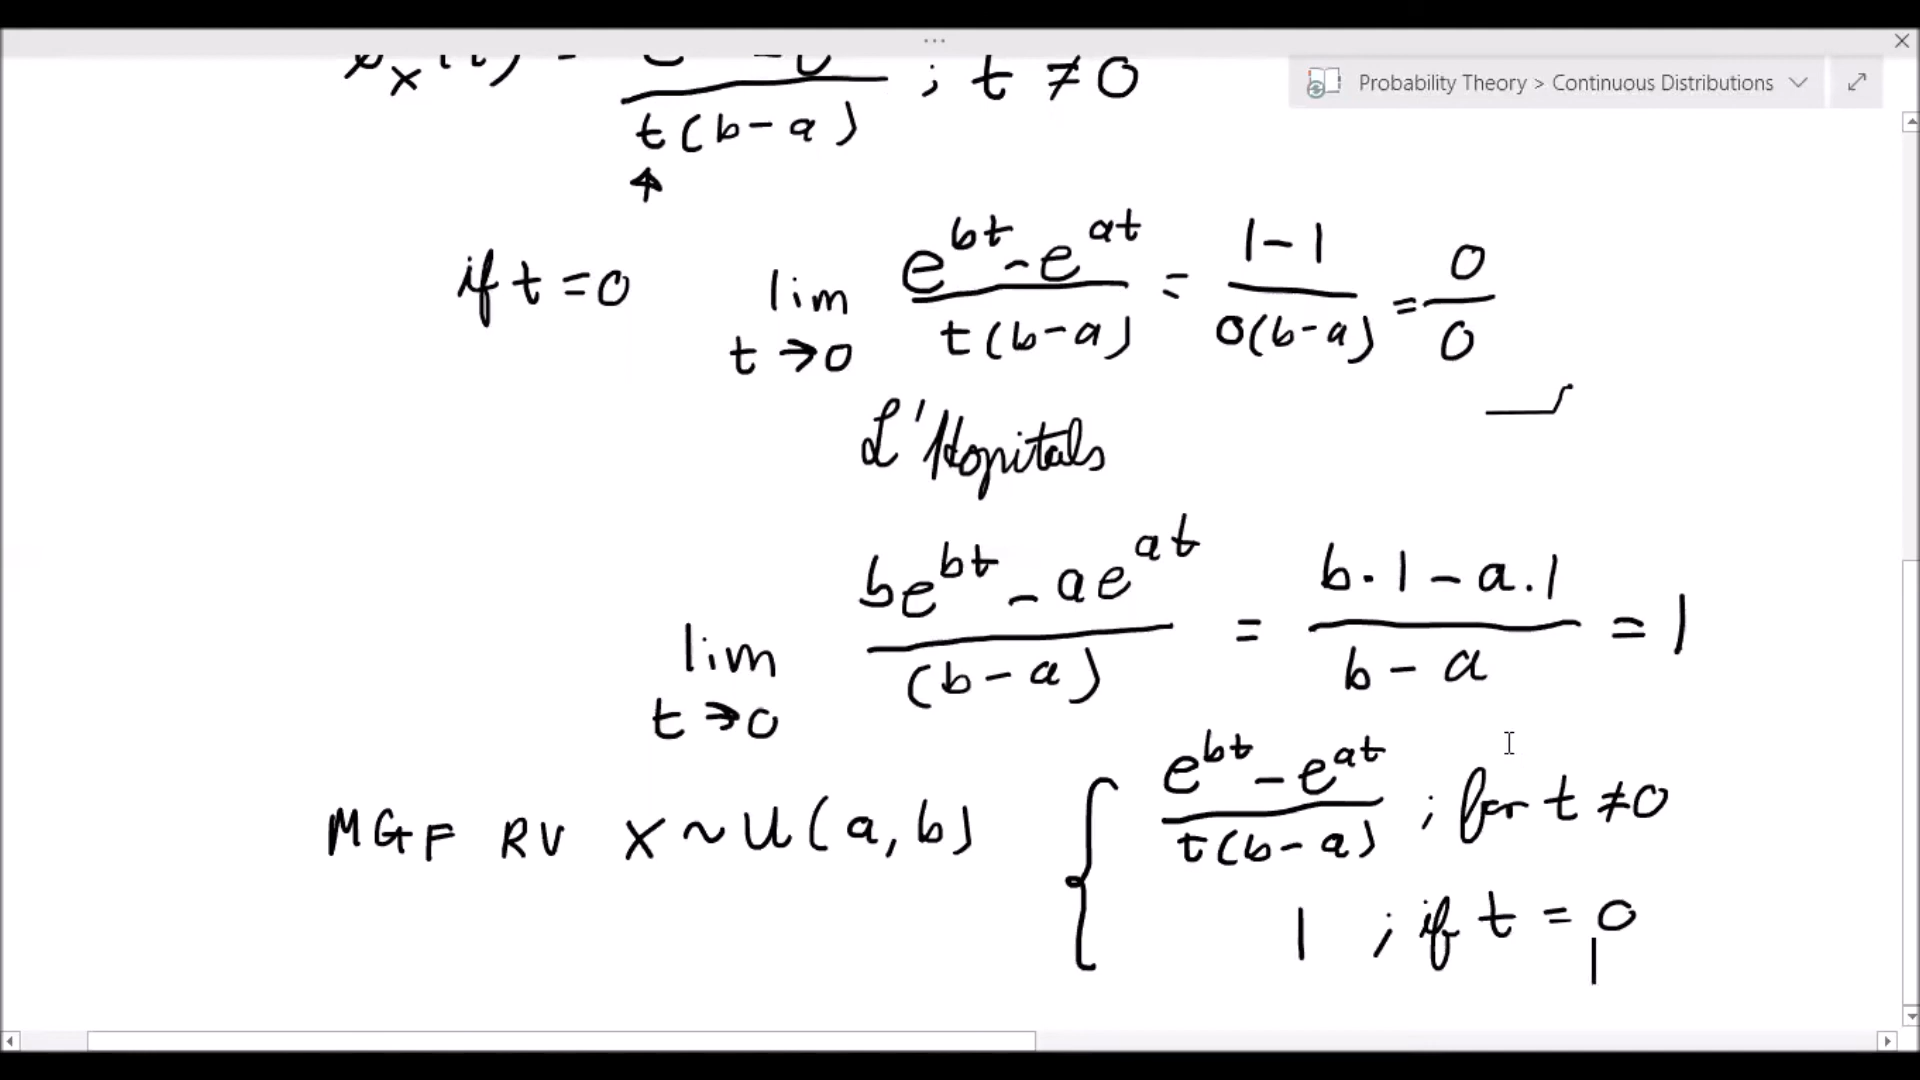 Probability Theory > Continuous Distributions
; t ≠ 0
t(b-a)
if t = 0 lim t→0 (e^{bt} - e^{at})/(t(b-a)) = (1-1)/(0(b-a)) = 0/0
L'Hopitals
lim t→0 (be^{bt} - ae^{at})/((b-a)) = (b·1 - a·1)/(b-a) = 1
MGF RV X ~ U(a,b) { (e^{bt} - e^{at})/(t(b-a)) ; for t ≠ 0
1 ; if t = 0